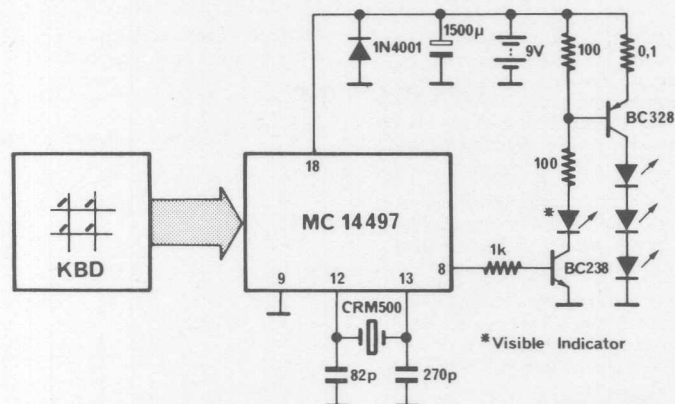 1N4001
1500µ
9V
100
0,1
BC328
18
100
KBD
MC 14497
*
9
12
13
8
1k
BC238
CRM500
82p
270p
*Visible Indicator